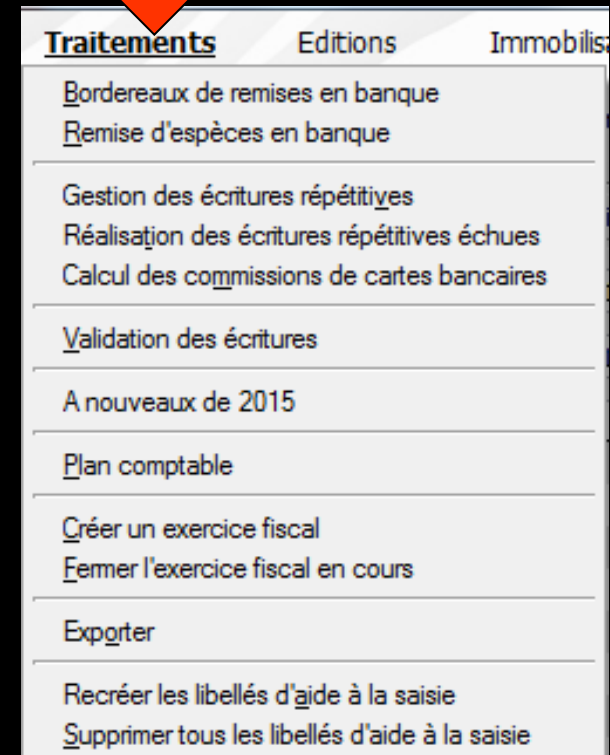 Traitements Editions Immobilis
Bordereaux de remises en banque
Remise d'espèces en banque
Gestion des écritures répétitives
Réalisation des écritures répétitives échues
Calcul des commissions de cartes bancaires
Validation des écritures
A nouveaux de 2015
Plan comptable
Créer un exercice fiscal
Fermer l'exercice fiscal en cours
Exporter
Recréer les libellés d'aide à la saisie
Supprimer tous les libellés d'aide à la saisie